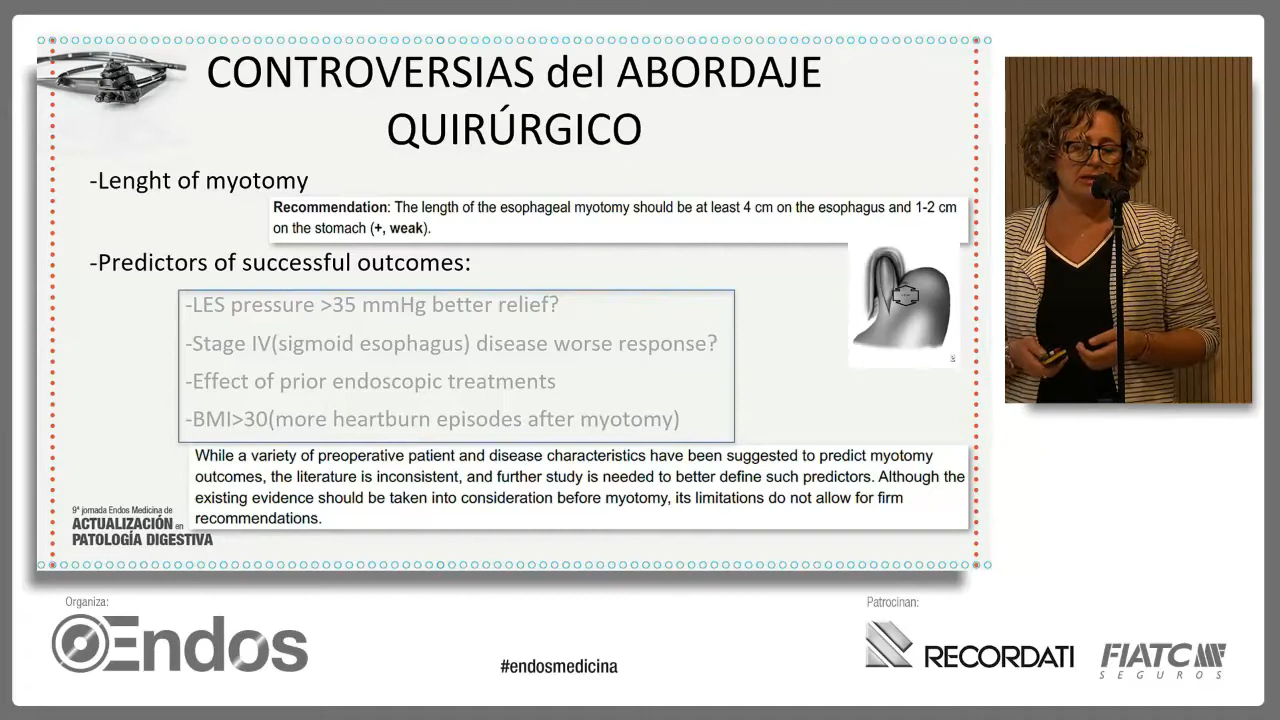 CONTROVERSIAS del ABORDAJE
QUIRÚRGICO
-Lenght of myotomy
Recommendation: The length of the esophageal myotomy should be at least 4 cm on the esophagus and 1-2 cm
on the stomach (+, weak).
-Predictors of successful outcomes:
-LES pressure >35 mmHg better relief?
-Stage IV(sigmoid esophagus) disease worse response?
-Effect of prior endoscopic treatments
-BMI>30(more heartburn episodes after myotomy)
While a variety of preoperative patient and disease characteristics have been suggested to predict myotomy
outcomes, the literature is inconsistent, and further study is needed to better define such predictors. Although the
existing evidence should be taken into consideration before myotomy, its limitations do not allow for firm
recommendations.
9ª jornada Endos Medicina de
ACTUALIZACIÓN en
PATOLOGÍA DIGESTIVA
Organiza:
Endos
#endosmedicina
Patrocinan:
RECORDATI
FIATC
SEGUROS